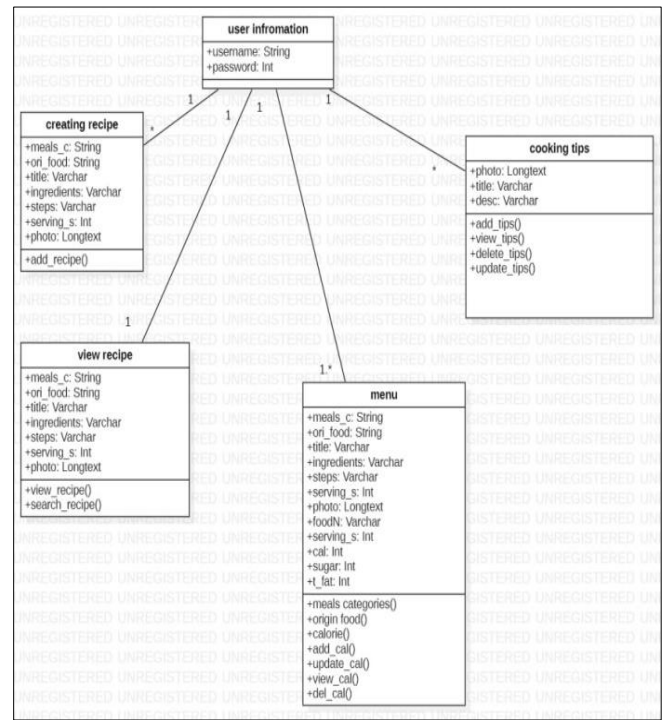 user infromation
+username: String
+password: Int
1
1
1
1
*
creating recipe
+meals_c: String
+ori_food: String
+title: Varchar
+ingredients: Varchar
+steps: Varchar
+serving_s: Int
+photo: Longtext
+add_recipe()
*
cooking tips
+photo: Longtext
+title: Varchar
+desc: Varchar
+add_tips()
+view_tips()
+delete_tips()
+update_tips()
1
view recipe
+meals_c: String
+ori_food: String
+title: Varchar
+ingredients: Varchar
+steps: Varchar
+serving_s: Int
+photo: Longtext
+view_recipe()
+search_recipe()
1.*
menu
+meals_c: String
+ori_food: String
+title: Varchar
+ingredients: Varchar
+steps: Varchar
+serving_s: Int
+photo: Longtext
+foodN: Varchar
+serving_s: Int
+cal: Int
+sugar: Int
+t_fat: Int
+meals categories()
+origin food()
+calorie()
+add_cal()
+update_cal()
+view_cal()
+del_cal()